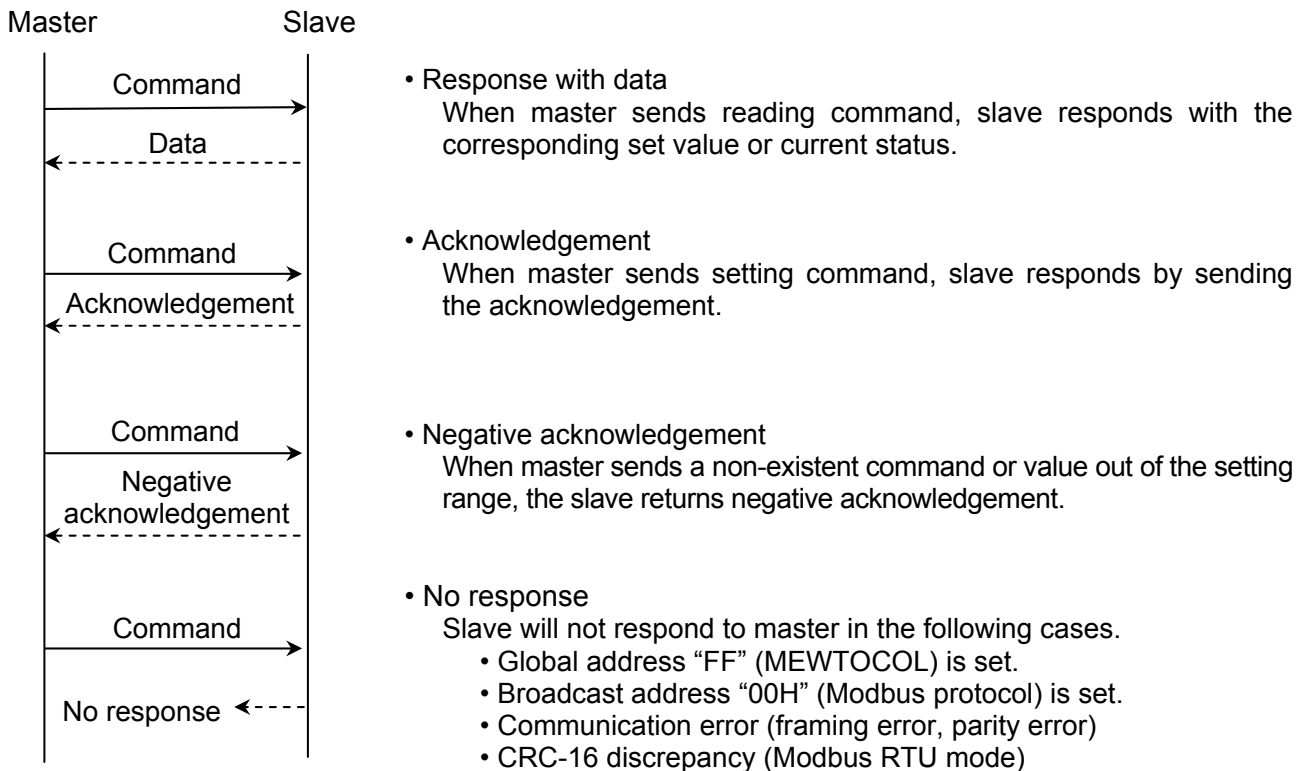 Master Slave
Command
Data
• Response with data
When master sends reading command, slave responds with the
corresponding set value or current status.
Command
Acknowledgement
• Acknowledgement
When master sends setting command, slave responds by sending
the acknowledgement.
Command
Negative
acknowledgement
• Negative acknowledgement
When master sends a non-existent command or value out of the setting
range, the slave returns negative acknowledgement.
Command
No response
• No response
Slave will not respond to master in the following cases.
• Global address “FF” (MEWTOCOL) is set.
• Broadcast address “00H” (Modbus protocol) is set.
• Communication error (framing error, parity error)
• CRC-16 discrepancy (Modbus RTU mode)